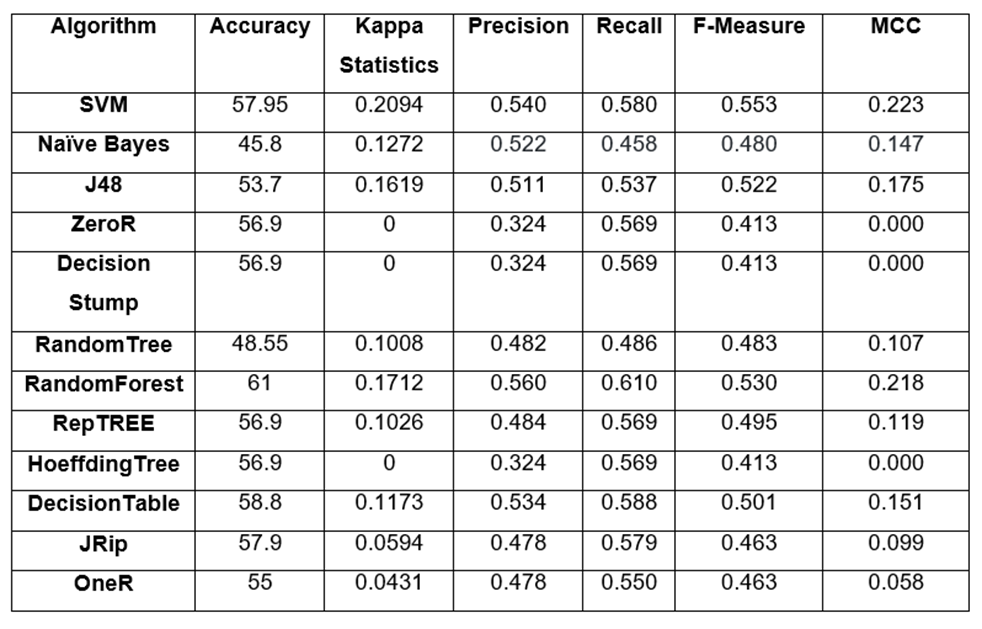 Algorithm Accuracy Kappa Statistics Precision Recall F-Measure MCC
SVM 57.95 0.2094 0.540 0.580 0.553 0.223
Naïve Bayes 45.8 0.1272 0.522 0.458 0.480 0.147
J48 53.7 0.1619 0.511 0.537 0.522 0.175
ZeroR 56.9 0 0.324 0.569 0.413 0.000
Decision Stump 56.9 0 0.324 0.569 0.413 0.000
RandomTree 48.55 0.1008 0.482 0.486 0.483 0.107
RandomForest 61 0.1712 0.560 0.610 0.530 0.218
RepTREE 56.9 0.1026 0.484 0.569 0.495 0.119
HoeffdingTree 56.9 0 0.324 0.569 0.413 0.000
DecisionTable 58.8 0.1173 0.534 0.588 0.501 0.151
JRip 57.9 0.0594 0.478 0.579 0.463 0.099
OneR 55 0.0431 0.478 0.550 0.463 0.058